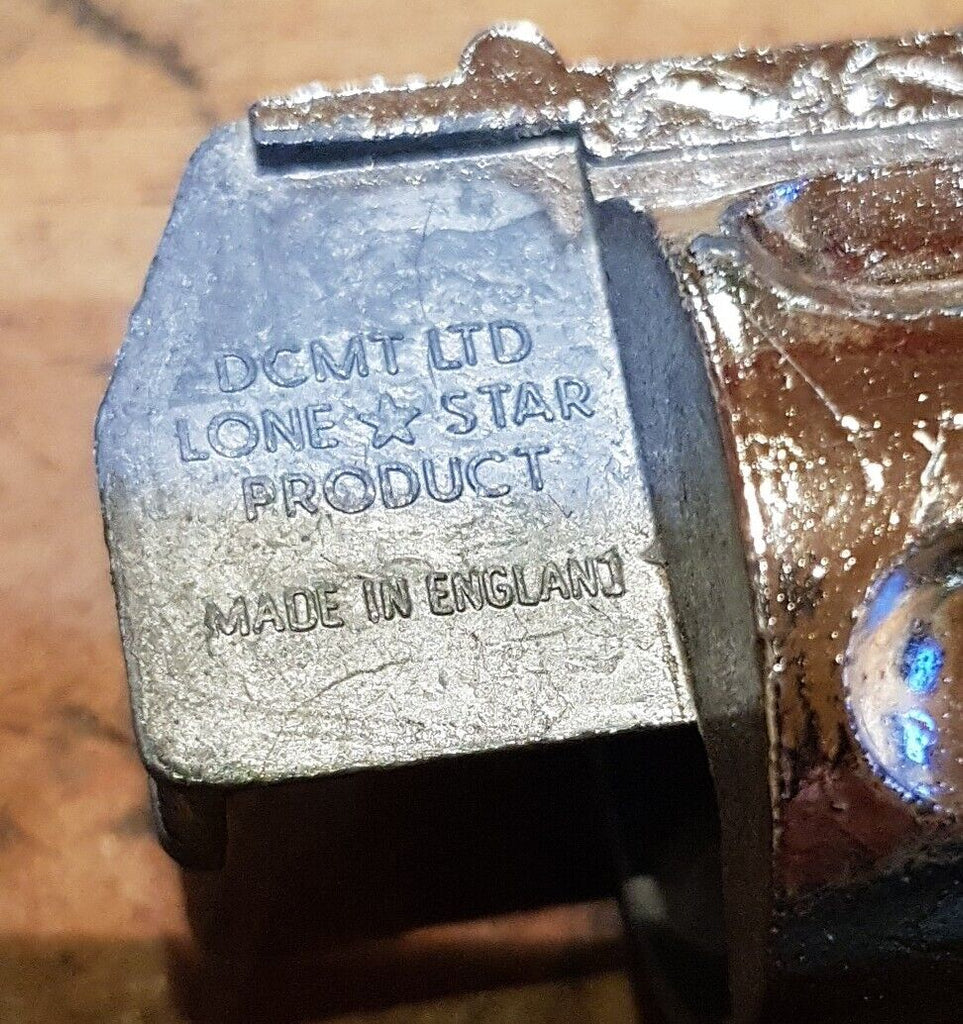 DCMT LTD
LONE ☆ STAR
PRODUCT
MADE IN ENGLAND